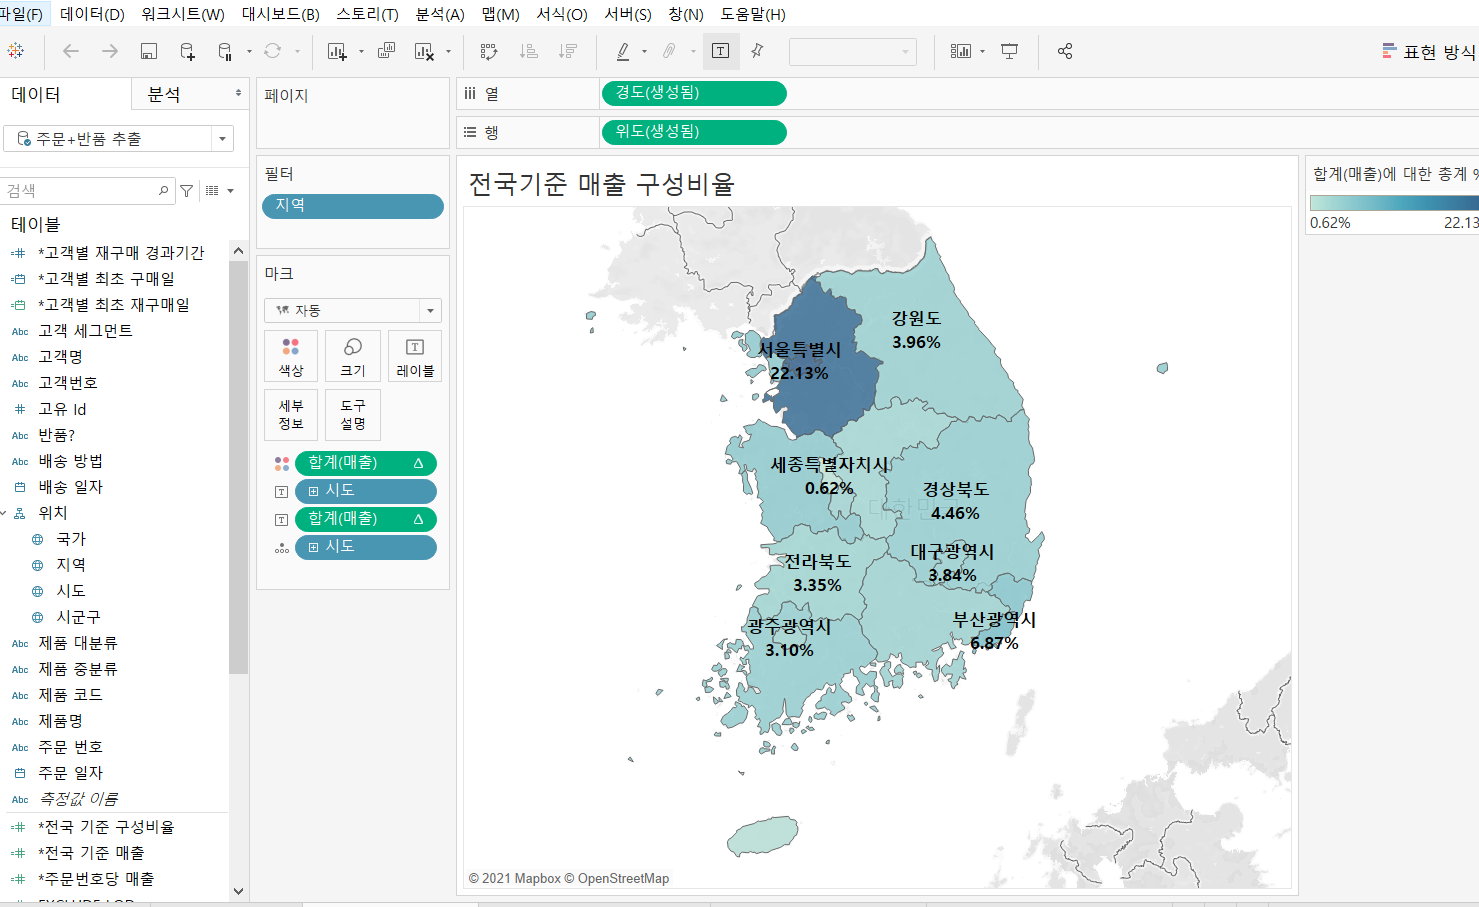 파일(F) 데이터(D) 워크시트(W) 대시보드(B) 스토리(T) 분석(A) 맵(M) 서식(O) 서버(S) 창(N) 도움말(H)
표현 방식
데이터 분석
주문+반품 추출
검색
테이블
*고객별 재구매 경과기간
*고객별 최초 구매일
*고객별 최초 재구매일
Abc 고객 세그먼트
Abc 고객명
Abc 고객번호
고유 Id
Abc 반품?
Abc 배송 방법
배송 일자
위치
국가
지역
시도
시군구
Abc 제품 대분류
Abc 제품 중분류
Abc 제품 코드
Abc 제품명
Abc 주문 번호
주문 일자
Abc 측정값 이름
*전국 기준 구성비율
*전국 기준 매출
*주문번호당 매출
페이지
필터
지역
마크
자동
색상 크기 레이블
세부 정보
도구 설명
합계(매출) Δ
시도
합계(매출) Δ
시도
열 경도(생성됨)
행 위도(생성됨)
전국기준 매출 구성비율
강원도
3.96%
서울특별시
22.13%
세종특별자치시
0.62%
대한민국
경상북도
4.46%
대구광역시
3.84%
전라북도
3.35%
광주광역시
3.10%
부산광역시
6.87%
© 2021 Mapbox © OpenStreetMap
합계(매출)에 대한 총계 %
0.62% 22.13